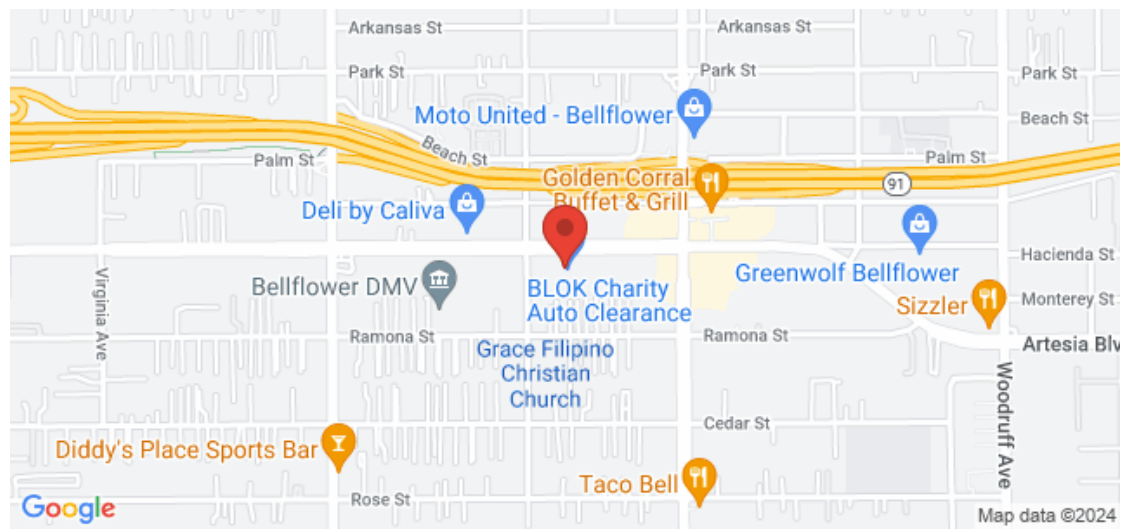 Arkansas St
Arkansas St
Park St
Park St
Park St
Moto United - Bellflower
Beach St
Beach St
Palm St
Palm St
91
Golden Corral
Buffet & Grill
Deli by Caliva
Hacienda St
Greenwolf Bellflower
Bellflower DMV
BLOK Charity
Auto Clearance
Virginia Ave
Monterey St
Sizzler
Ramona St
Ramona St
Artesia Blv
Grace Filipino
Christian
Church
Woodruff Ave
Cedar St
Diddy's Place Sports Bar
Taco Bell
Rose St
Google
Map data ©2024